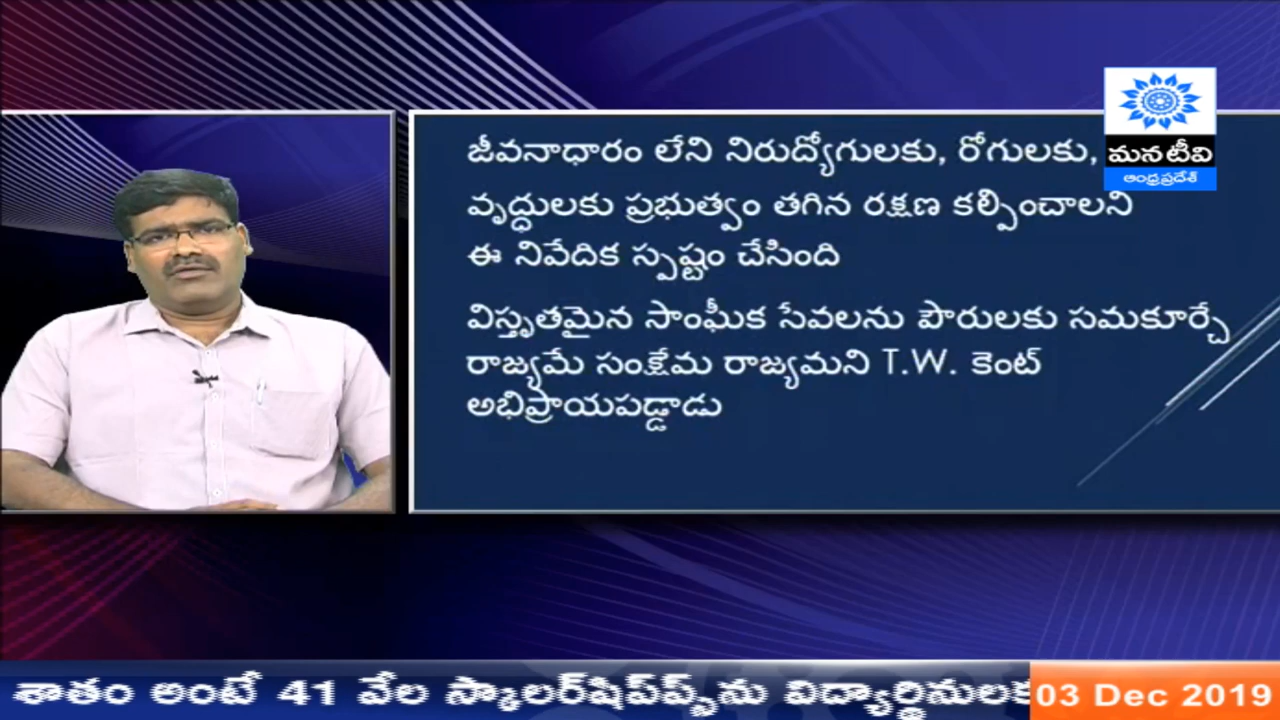 మన టీవి
ఆంధ్రప్రదేశ్
జీవనాధారం లేని నిరుద్యోగులకు, రోగులకు,
వృద్ధులకు ప్రభుత్వం తగిన రక్షణ కల్పించాలని
ఈ నివేదిక స్పష్టం చేసింది
విస్తృతమైన సాంఘీక సేవలను పౌరులకు సమకూర్చే
రాజ్యమే సంక్షేమ రాజ్యమని T.W. కెంట్
అభిప్రాయపడ్డాడు
శాతం అంటే 41 వేల స్కాలర్‌షిప్‌ప్స్‌ను
03 Dec 2019